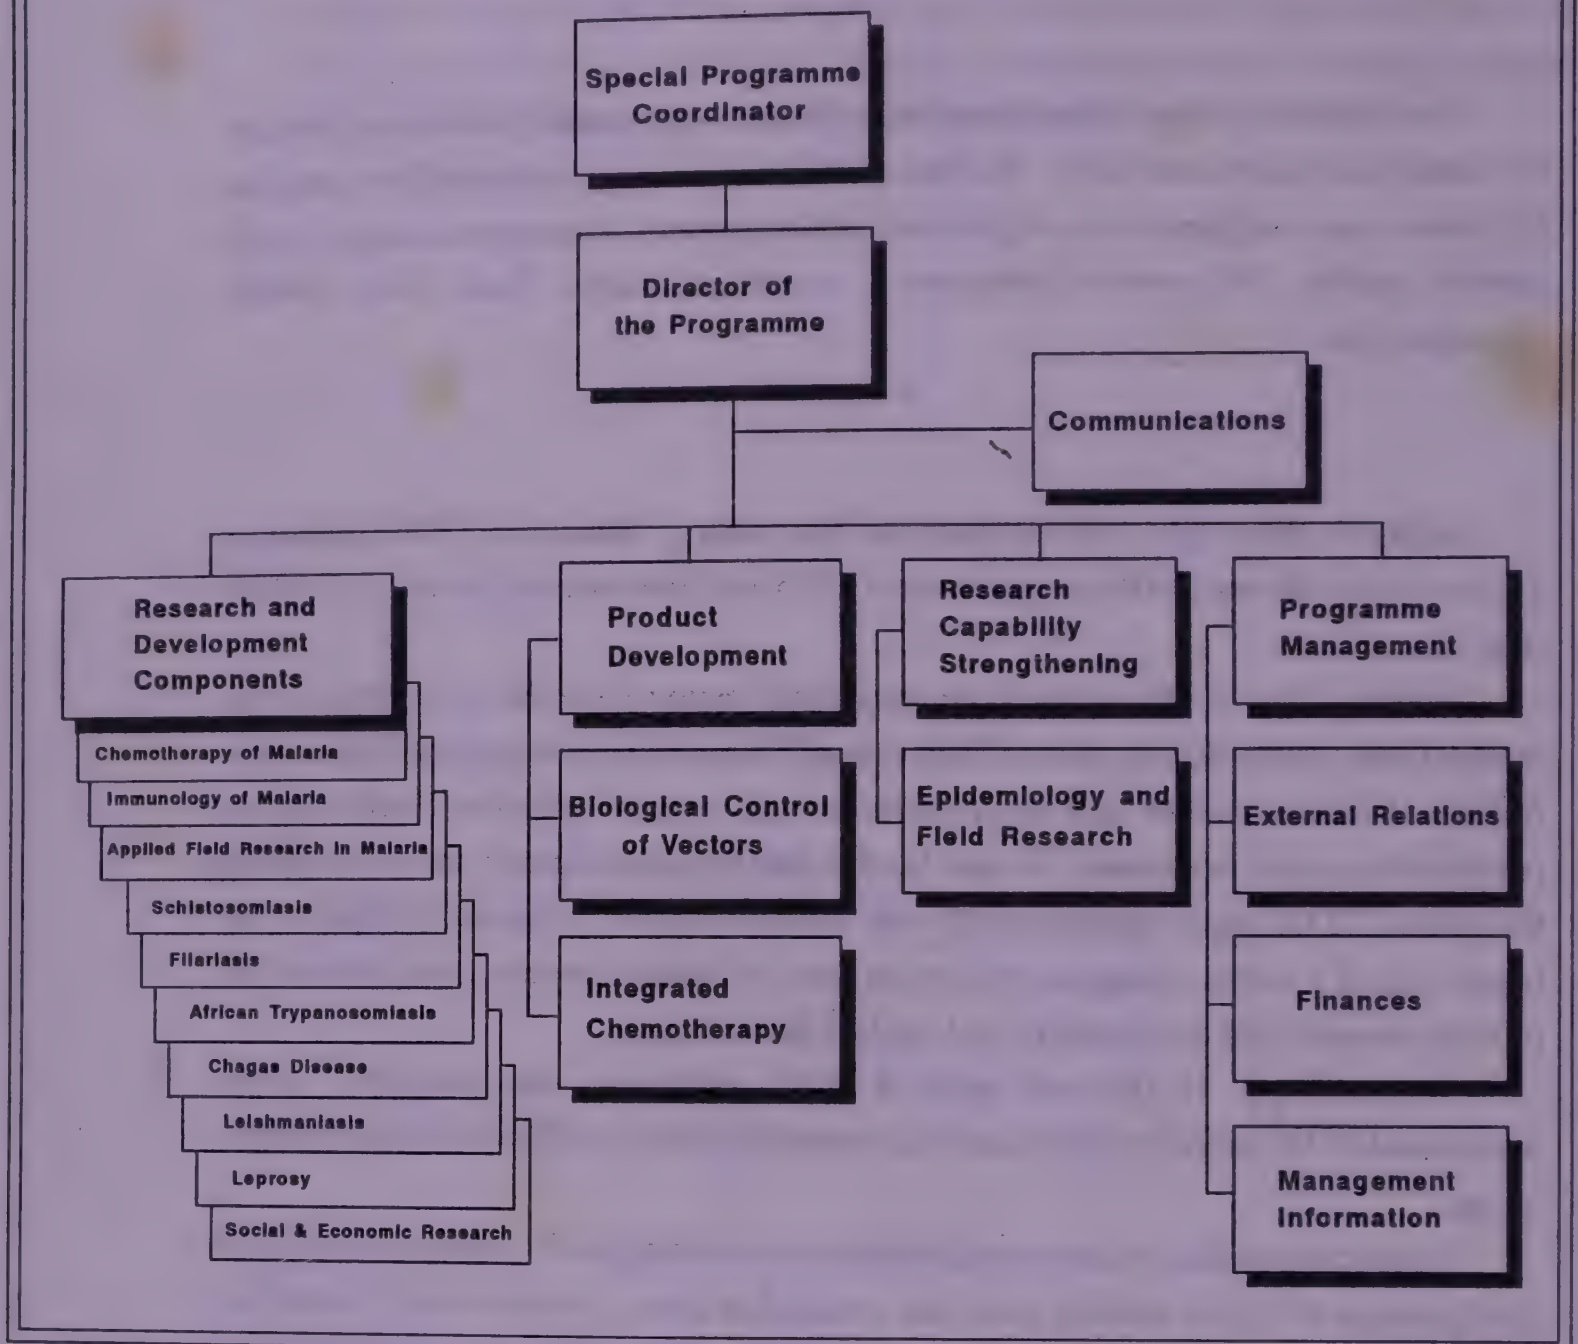 Special Programme
Coordinator
Director of
the Programme
Communications
Research and
Development
Components
Chemotherapy of Malaria
Immunology of Malaria
Applied Field Research in Malaria
Schistosomiasis
Filariasis
African Trypanosomiasis
Chagas Disease
Leishmaniasis
Leprosy
Social & Economic Research
Product
Development
Biological Control
of Vectors
Integrated
Chemotherapy
Research
Capability
Strengthening
Epidemiology and
Field Research
Programme
Management
External Relations
Finances
Management
Information